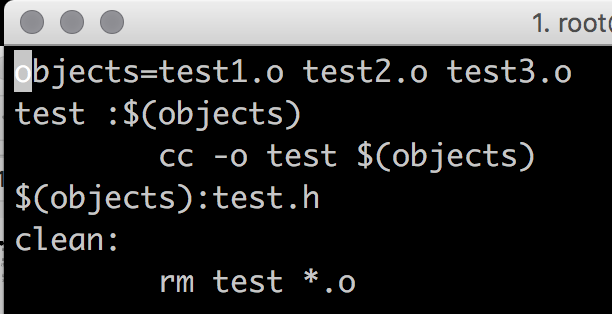 1. root@
objects=test1.o test2.o test3.o
test :$(objects)
        cc -o test $(objects)
$(objects):test.h
clean:
        rm test *.o